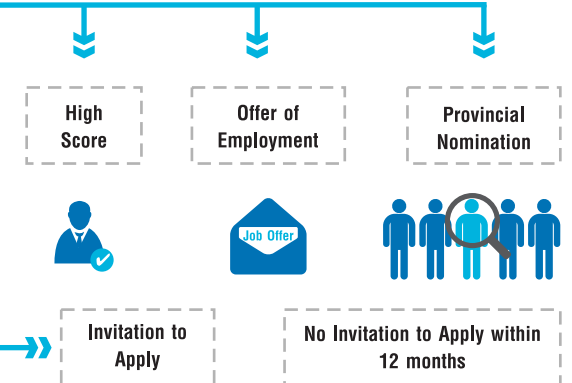 High
Score
Offer of
Employment
Provincial
Nomination
Job Offer
Invitation to
Apply
No Invitation to Apply within
12 months